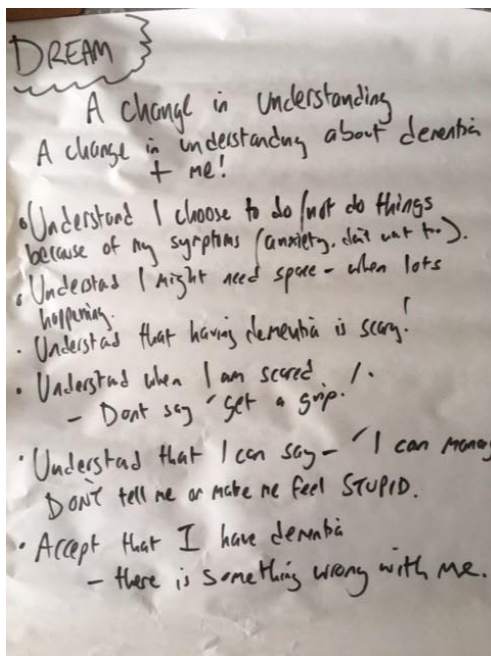 DREAM
A change in understanding
A change in understanding about dementia
+ me!
• Understand I choose to do / not do things
because of my symptoms (anxiety, don't want to).
• Understand I might need space - when lots
happening.
• Understand that having dementia is scary!
• Understand when I am scared
- Dont say 'get a grip.'
• Understand that I can say - 'I can
DON'T tell me or make me feel STUPID.
• Accept that I have dementia
- there is something wrong with me.